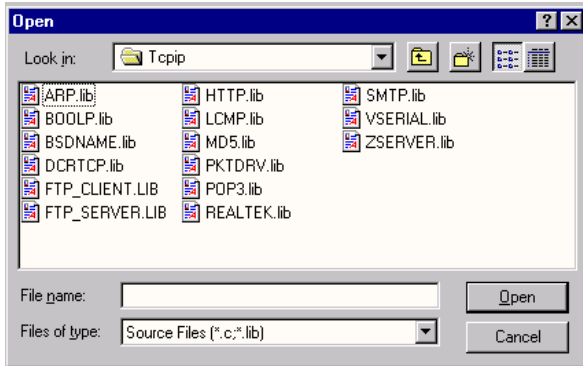 Open
Look in: Tcpip
ARP.lib HTTP.lib SMTP.lib
BOOLP.lib LCMP.lib VSERIAL.lib
BSDNAME.lib MD5.lib ZSERVER.lib
DCRTCP.lib PKTDRV.lib
FTP_CLIENT.LIB POP3.lib
FTP_SERVER.LIB REALTEK.lib
File name: Open
Files of type: Source Files (*.c;*.lib) Cancel